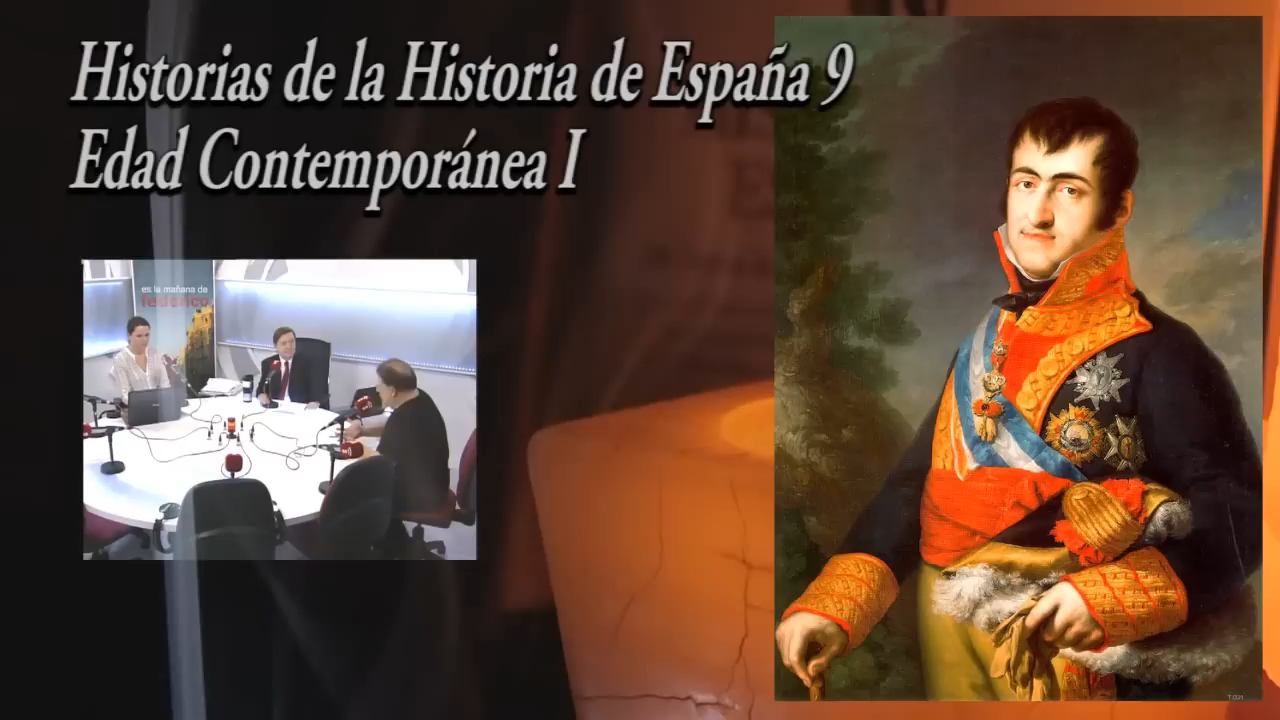 Historias de la Historia de España 9
Edad Contemporánea I
es la mañana de
federico